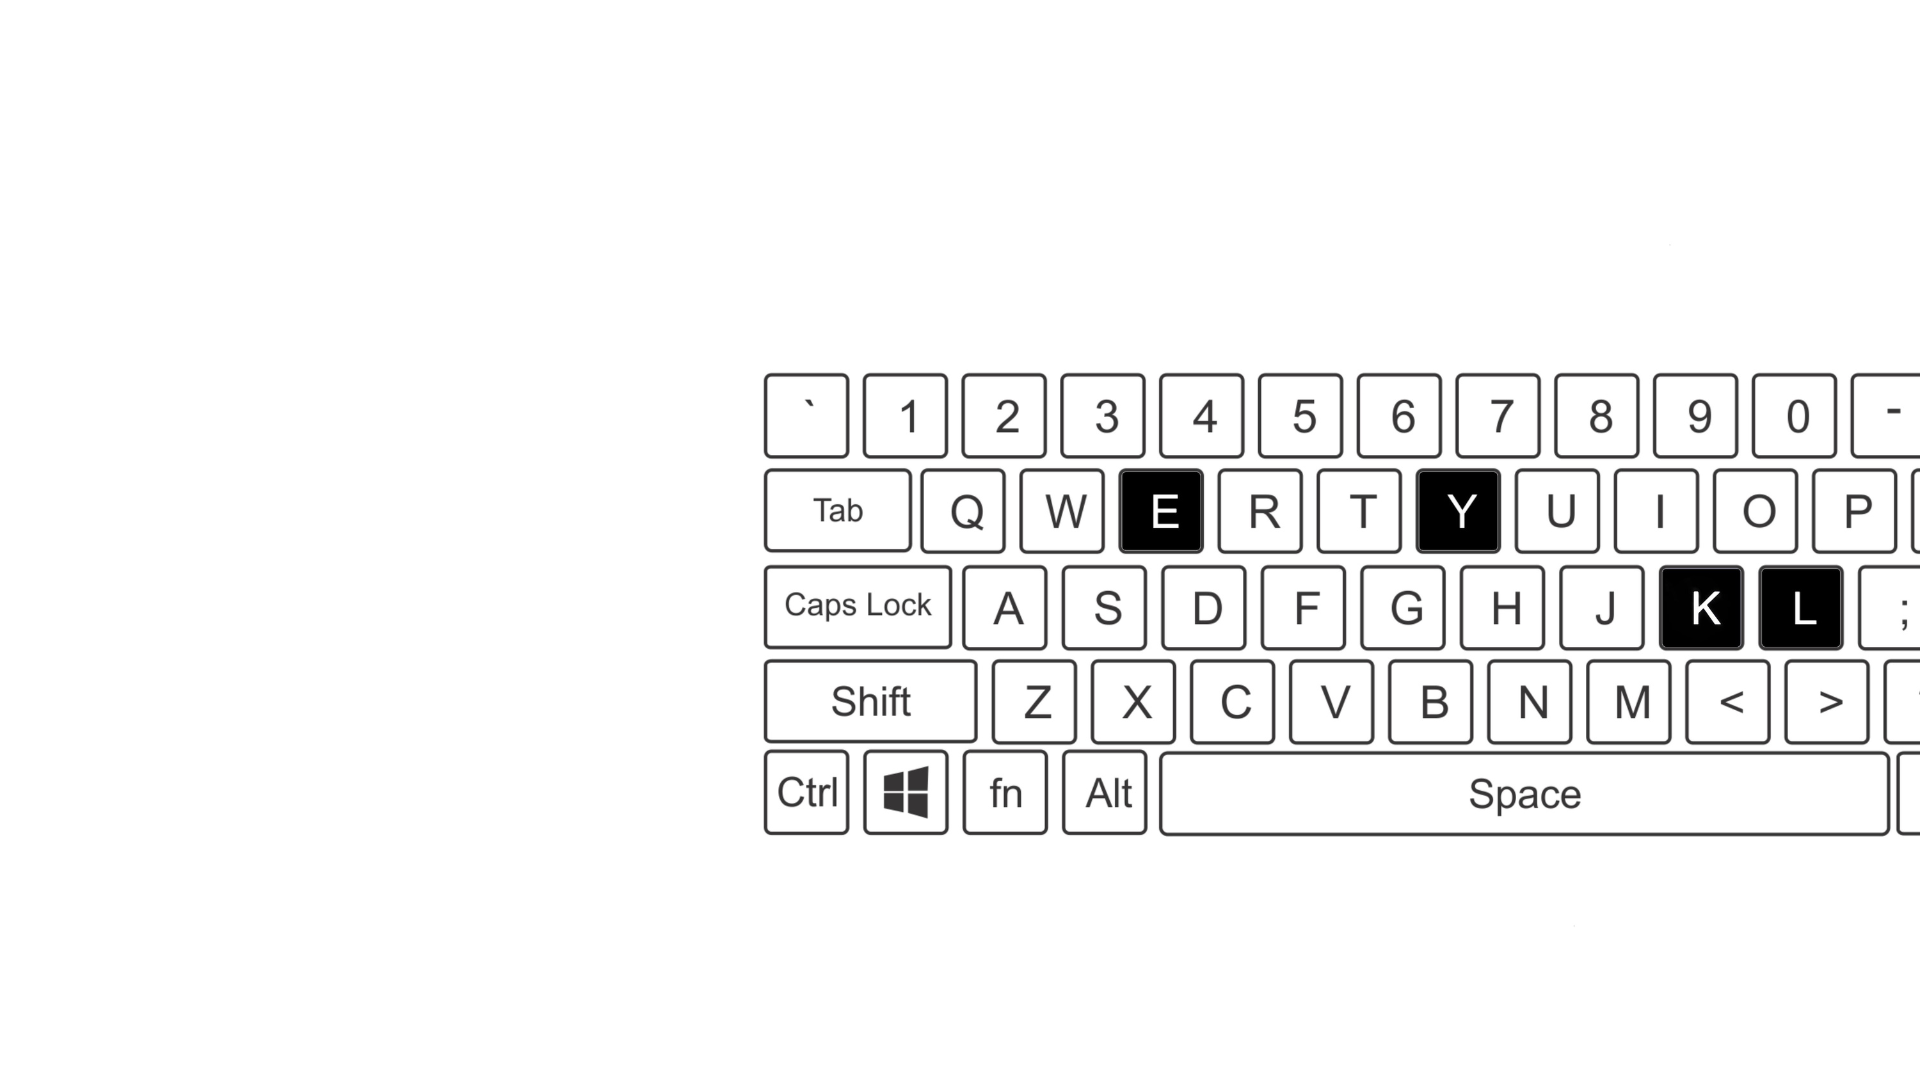 ` 1 2 3 4 5 6 7 8 9 0 -
Tab Q W E R T Y U I O P
Caps Lock A S D F G H J K L ;
Shift Z X C V B N M < >
Ctrl fn Alt Space